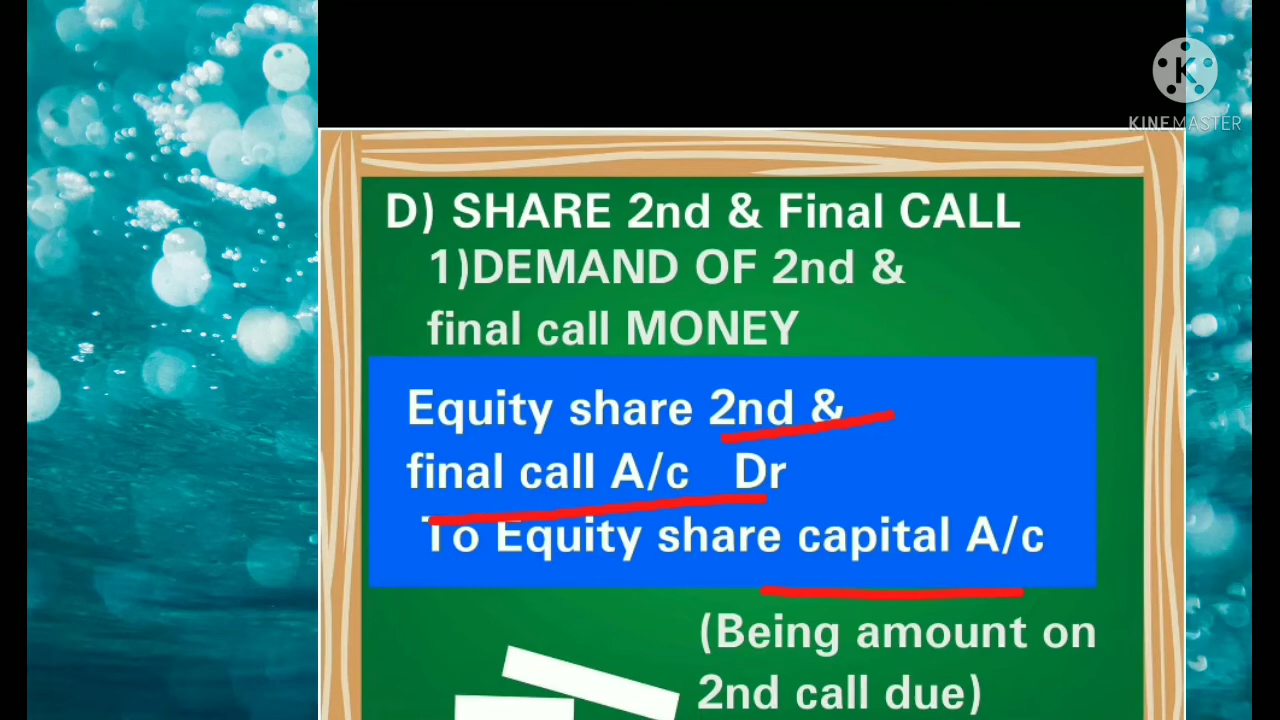 KINEMASTER
D) SHARE 2nd & Final CALL
1)DEMAND OF 2nd &
final call MONEY
Equity share 2nd &
final call A/c Dr
To Equity share capital A/c
(Being amount on
2nd call due)